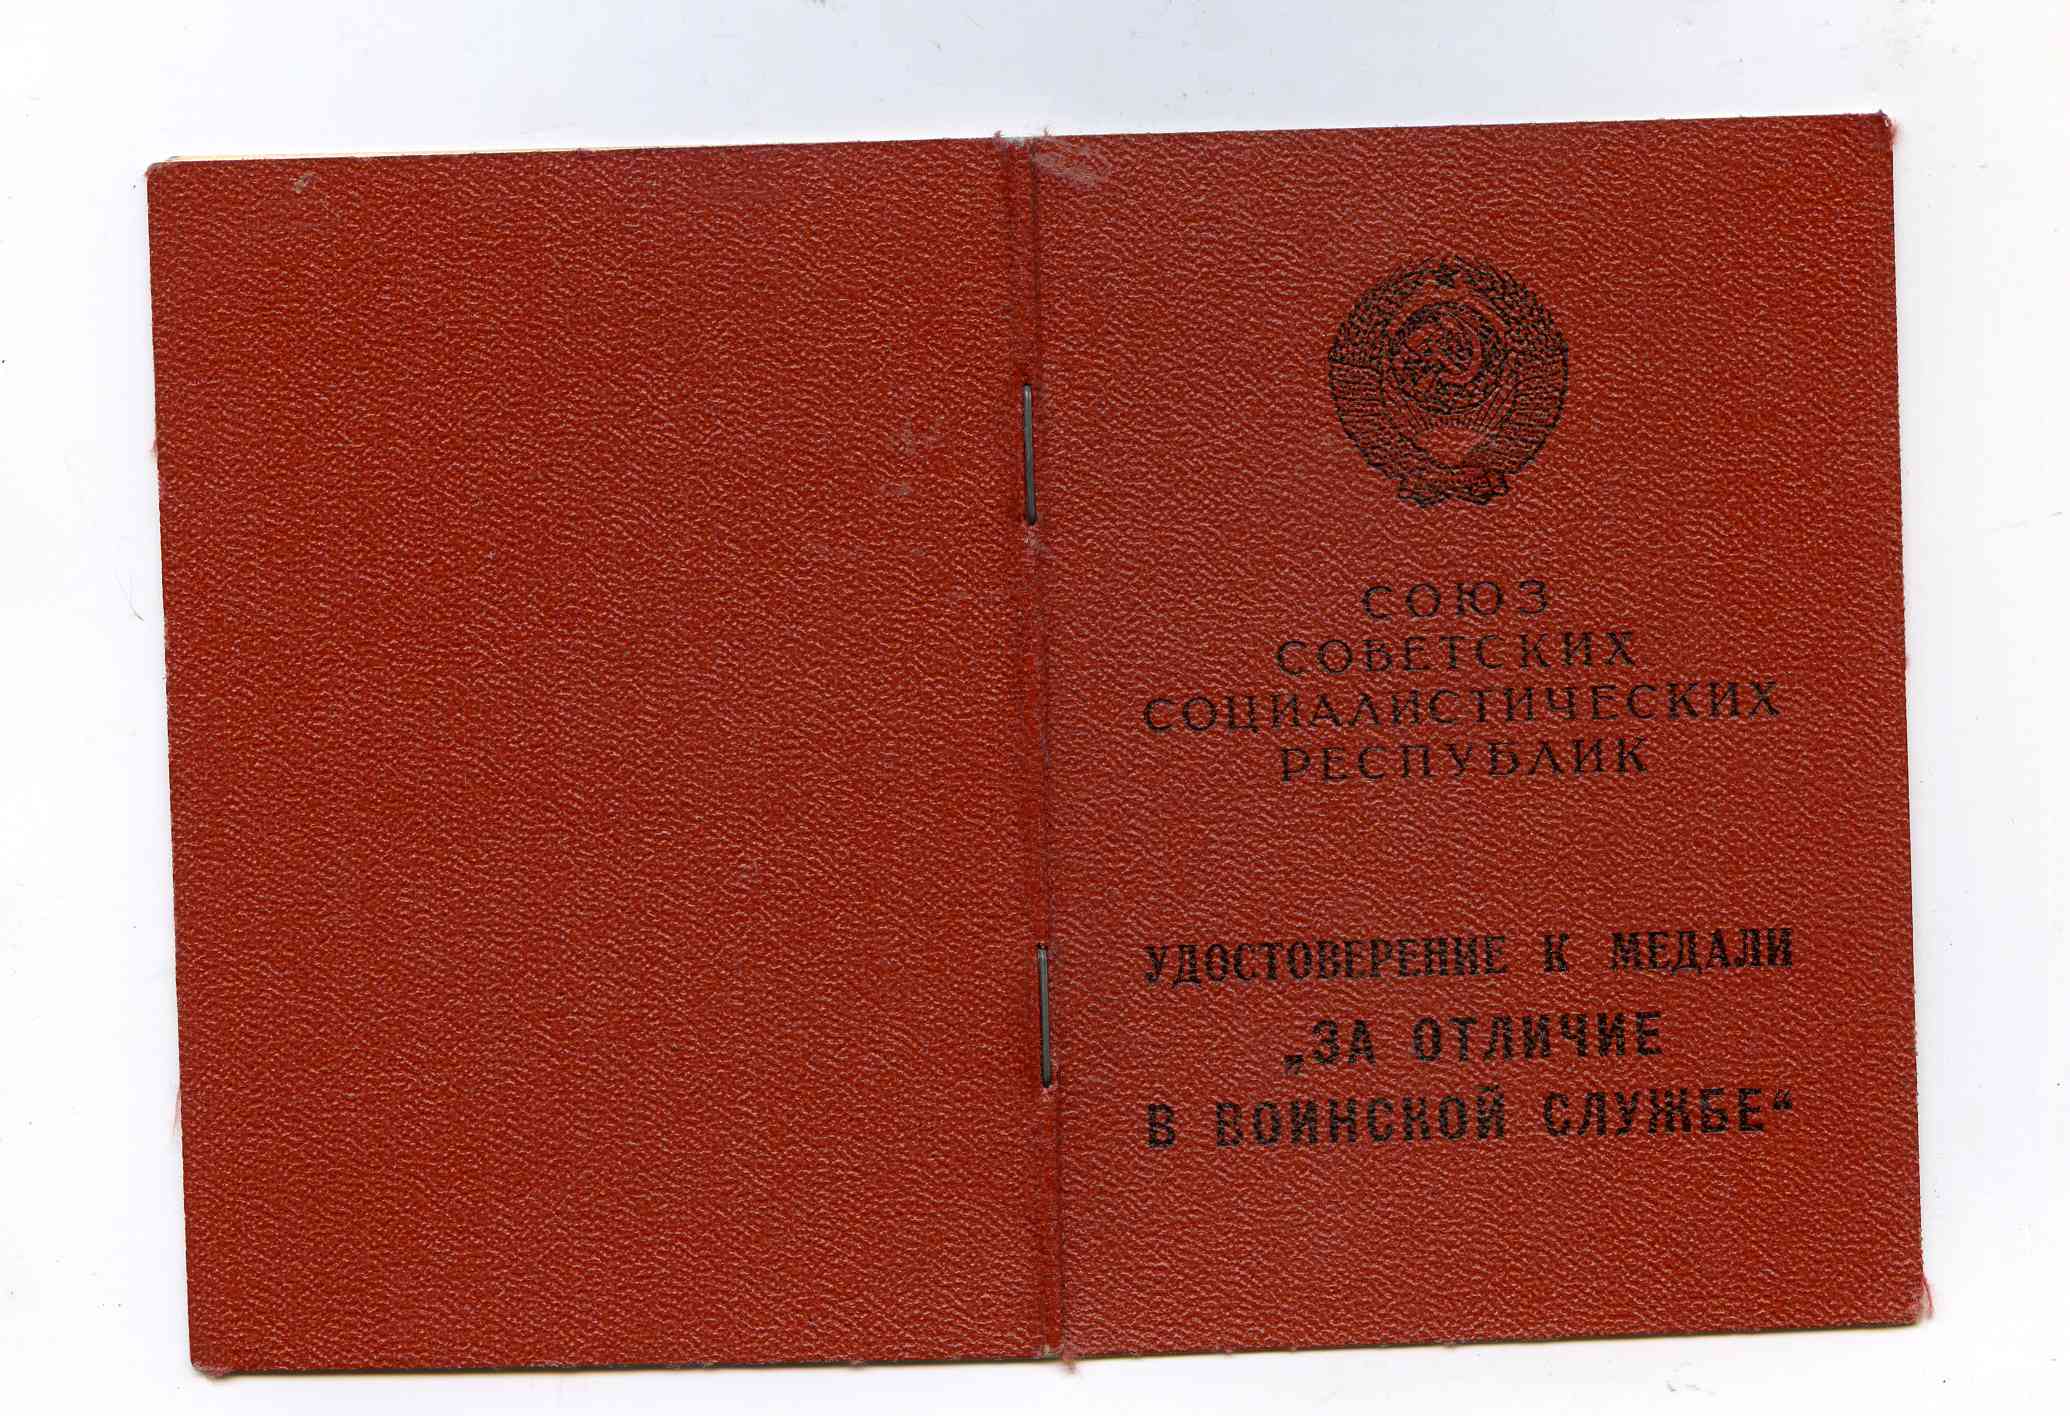 СОЮЗ
СОВЕТСКИХ
СОЦИАЛИСТИЧЕСКИХ
РЕСПУБЛИК
УДОСТОВЕРЕНИЕ К МЕДАЛИ
„ЗА ОТЛИЧИЕ
В ВОИНСКОЙ СЛУЖБЕ“